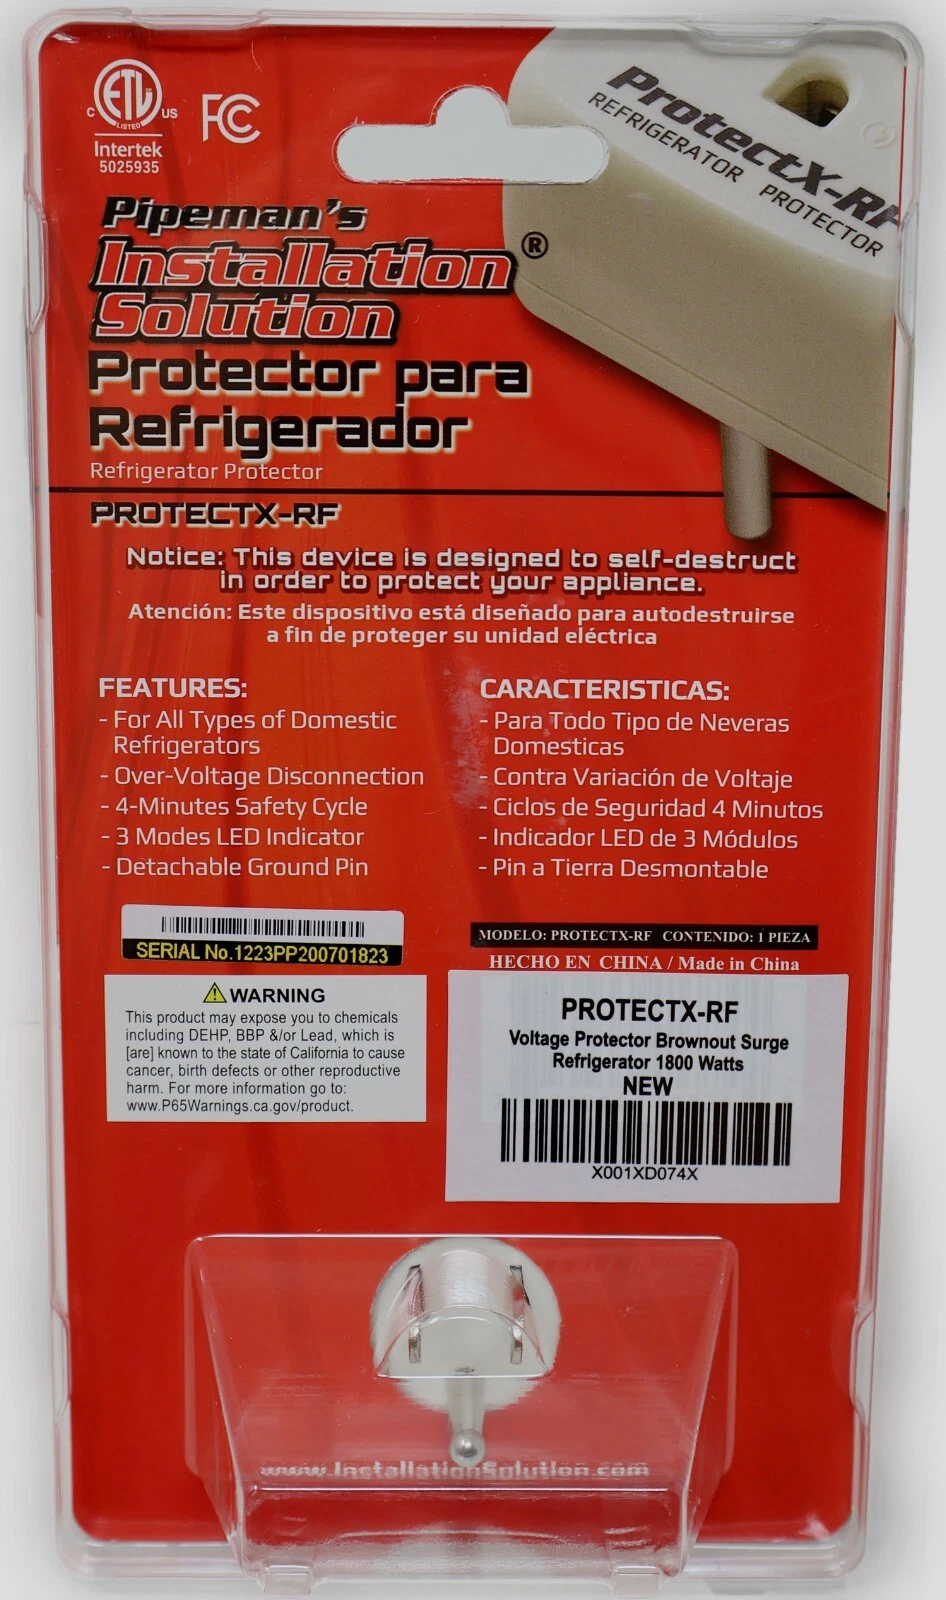 C ETL US
LISTED
FC
Intertek
5025935
ProtectX-RF
REFRIGERATOR PROTECTOR
Pipeman's
Installation®
Solution
Protector para
Refrigerador
Refrigerator Protector
PROTECTX-RF
Notice: This device is designed to self-destruct
in order to protect your appliance.
Atención: Este dispositivo está diseñado para autodestruirse
a fin de proteger su unidad eléctrica
FEATURES:
- For All Types of Domestic
Refrigerators
- Over-Voltage Disconnection
- 4-Minutes Safety Cycle
- 3 Modes LED Indicator
- Detachable Ground Pin
CARACTERISTICAS:
- Para Todo Tipo de Neveras
Domesticas
- Contra Variación de Voltaje
- Ciclos de Seguridad 4 Minutos
- Indicador LED de 3 Módulos
- Pin a Tierra Desmontable
SERIAL No.1223PP200701823
WARNING
This product may expose you to chemicals
including DEHP, BBP &/or Lead, which is
[are] known to the state of California to cause
cancer, birth defects or other reproductive
harm. For more information go to:
www.P65Warnings.ca.gov/product.
MODELO: PROTECTX-RF CONTENIDO: 1 PIEZA
HECHO EN CHINA / Made in China
PROTECTX-RF
Voltage Protector Brownout Surge
Refrigerator 1800 Watts
NEW
X001XD074X
www.InstallationSolution.com